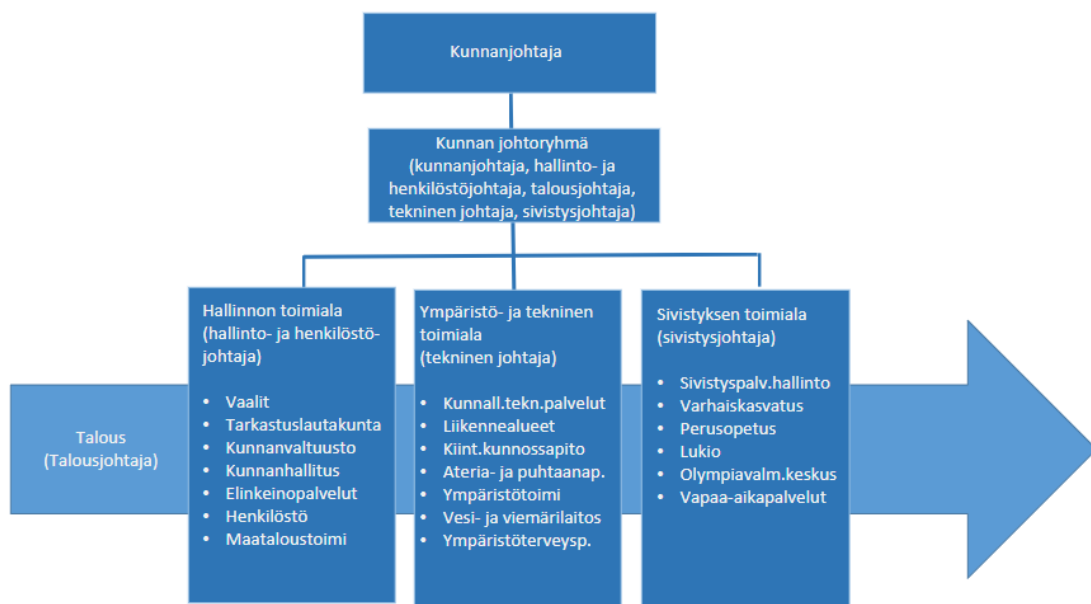 Kunnanjohtaja
Kunnan johtoryhmä
(kunnanjohtaja, hallinto- ja
henkilöstöjohtaja, talousjohtaja,
tekninen johtaja, sivistysjohtaja)
Talous
(Talousjohtaja)
Hallinnon toimiala
(hallinto- ja henkilöstö-
johtaja)
• Vaalit
• Tarkastuslautakunta
• Kunnanvaltuusto
• Kunnanhallitus
• Elinkeinopalvelut
• Henkilöstö
• Maataloustoimi
Ympäristö- ja tekninen
toimiala
(tekninen johtaja)
• Kunnall.tekn.palvelut
• Liikennealueet
• Kiint.kunnossapito
• Ateria- ja puhtaanap.
• Ympäristötoimi
• Vesi- ja viemärilaitos
• Ympäristöterveysp.
Sivistyksen toimiala
(sivistysjohtaja)
• Sivistyspalv.hallinto
• Varhaiskasvatus
• Perusopetus
• Lukio
• Olympiavalm.keskus
• Vapaa-aikapalvelut